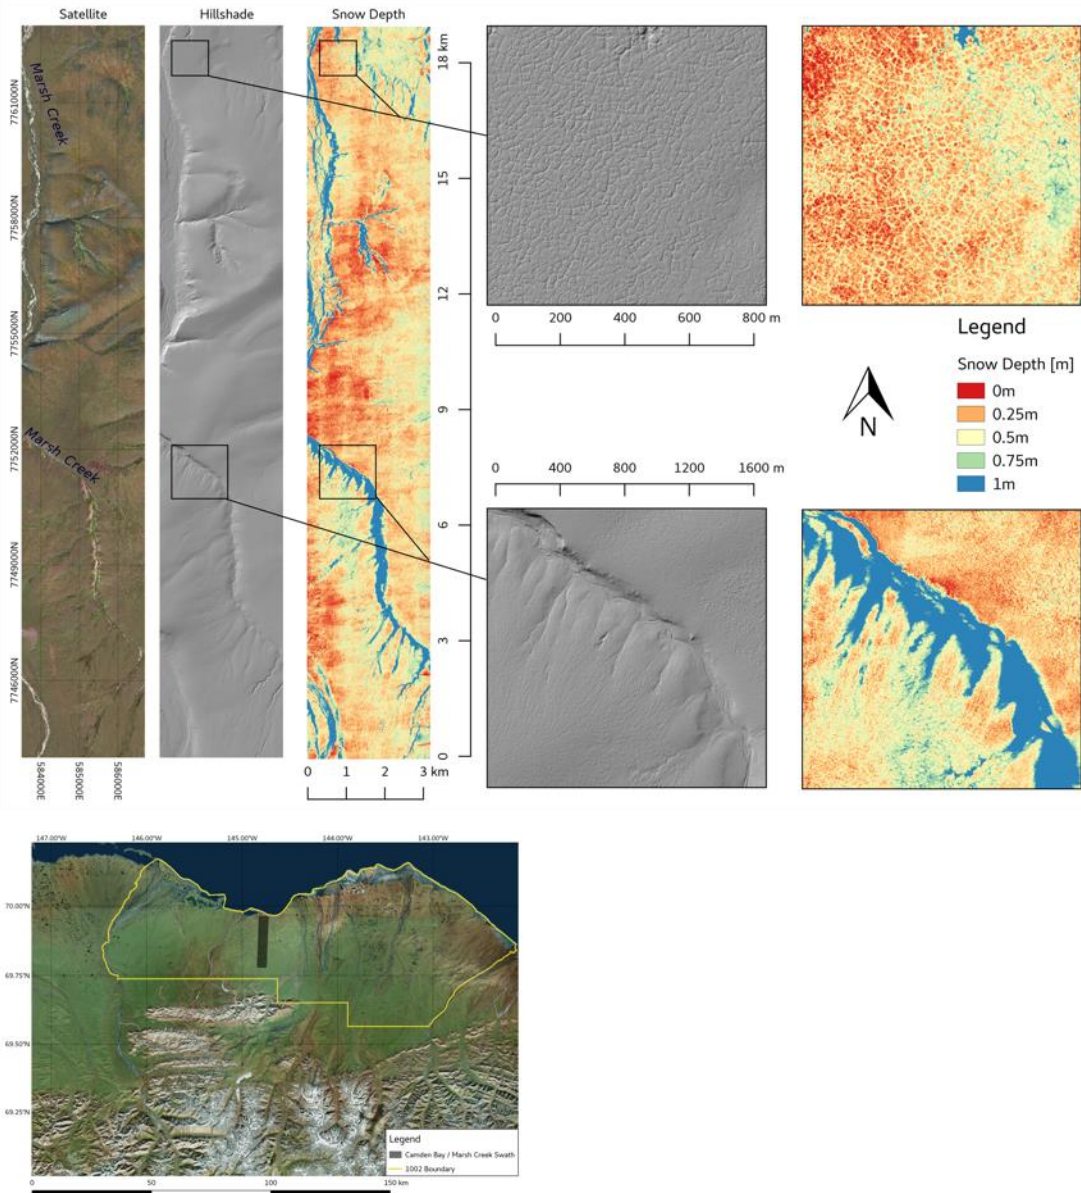 Satellite
Hillshade
Snow Depth
Marsh Creek
Marsh Creek
7761000N
7758000N
7755000N
7752000N
7749000N
7746000N
584000E
585000E
586000E
18 km
15
12
9
6
3
0
0 1 2 3 km
0 200 400 600 800 m
0 400 800 1200 1600 m
N
Legend
Snow Depth [m]
0m
0.25m
0.5m
0.75m
1m
147.00°W 146.00°W 145.00°W 144.00°W 143.00°W
70.00°N
69.75°N
69.50°N
69.25°N
Legend
Camden Bay / Marsh Creek Swath
1002 Boundary
0 50 100 150 km